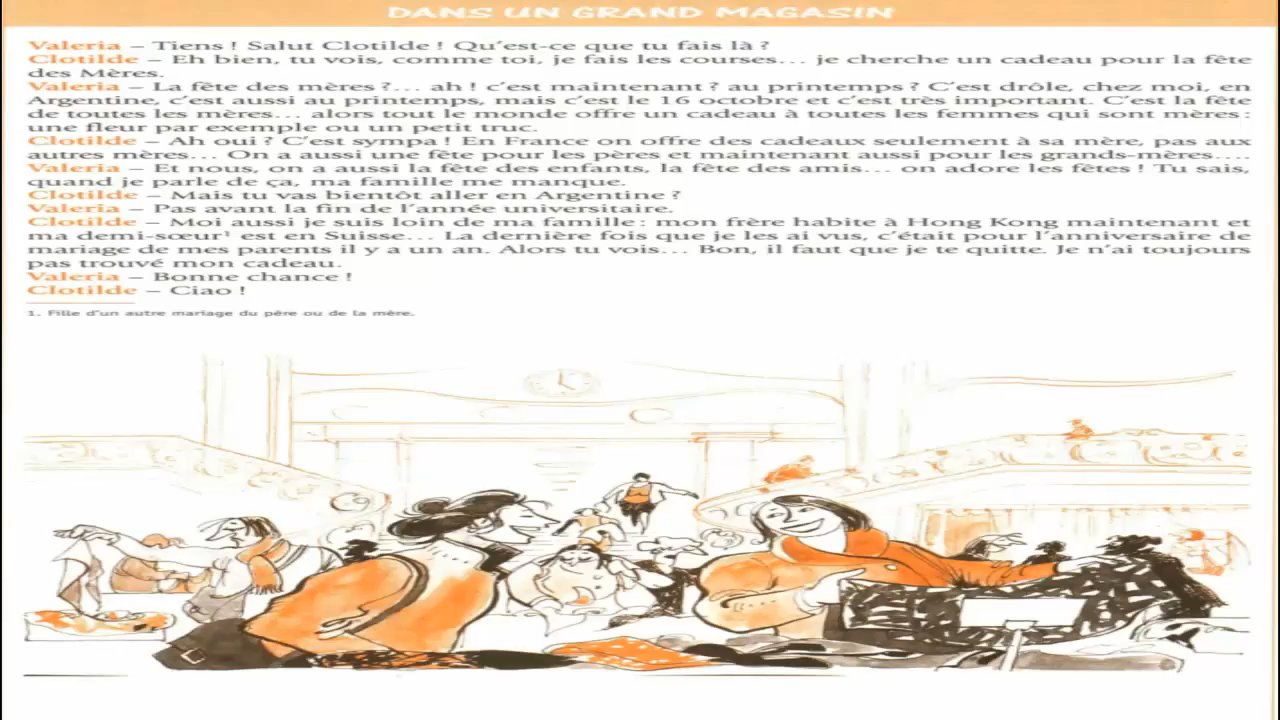 DANS UN GRAND MAGASIN
Valeria – Tiens ! Salut Clotilde ! Qu'est-ce que tu fais là ?
Clotilde – Eh bien, tu vois, comme toi, je fais les courses… je cherche un cadeau pour la fête
des Mères.
Valeria – La fête des mères ?… ah ! c'est maintenant ? au printemps ? C'est drôle, chez moi, en
Argentine, c'est aussi au printemps, mais c'est le 16 octobre et c'est très important. C'est la fête
de toutes les mères… alors tout le monde offre un cadeau à toutes les femmes qui sont mères :
une fleur par exemple ou un petit truc.
Clotilde – Ah oui ? C'est sympa ! En France on offre des cadeaux seulement à sa mère, pas aux
autres mères… On a aussi une fête pour les pères et maintenant aussi pour les grands-mères….
Valeria – Et nous, on a aussi la fête des enfants, la fête des amis… on adore les fêtes ! Tu sais,
quand je parle de ça, ma famille me manque.
Clotilde – Mais tu vas bientôt aller en Argentine ?
Valeria – Pas avant la fin de l'année universitaire.
Clotilde – Moi aussi je suis loin de ma famille : mon frère habite à Hong Kong maintenant et
ma demi-sœur¹ est en Suisse… La dernière fois que je les ai vus, c'était pour l'anniversaire de
mariage de mes parents il y a un an. Alors tu vois… Bon, il faut que je te quitte. Je n'ai toujours
pas trouvé mon cadeau.
Valeria – Bonne chance !
Clotilde – Ciao !
1. Fille d'un autre mariage du père ou de la mère.